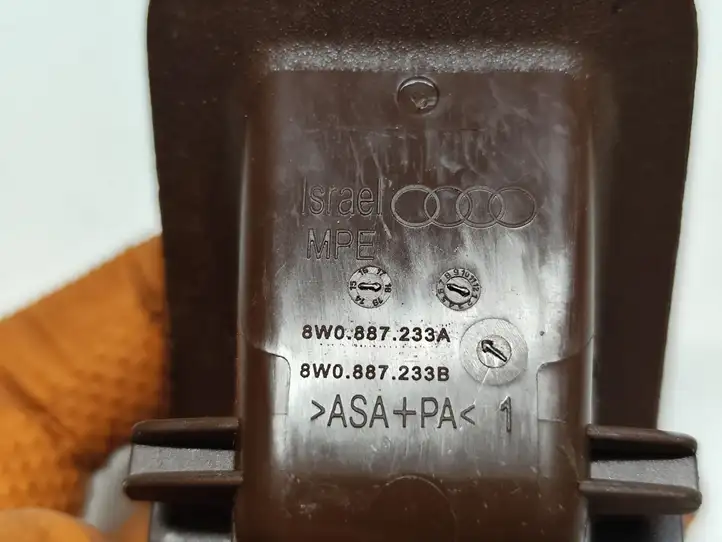 Israel
MPE
8W0.887.233A
8W0.887.233B
>ASA+PA< 1